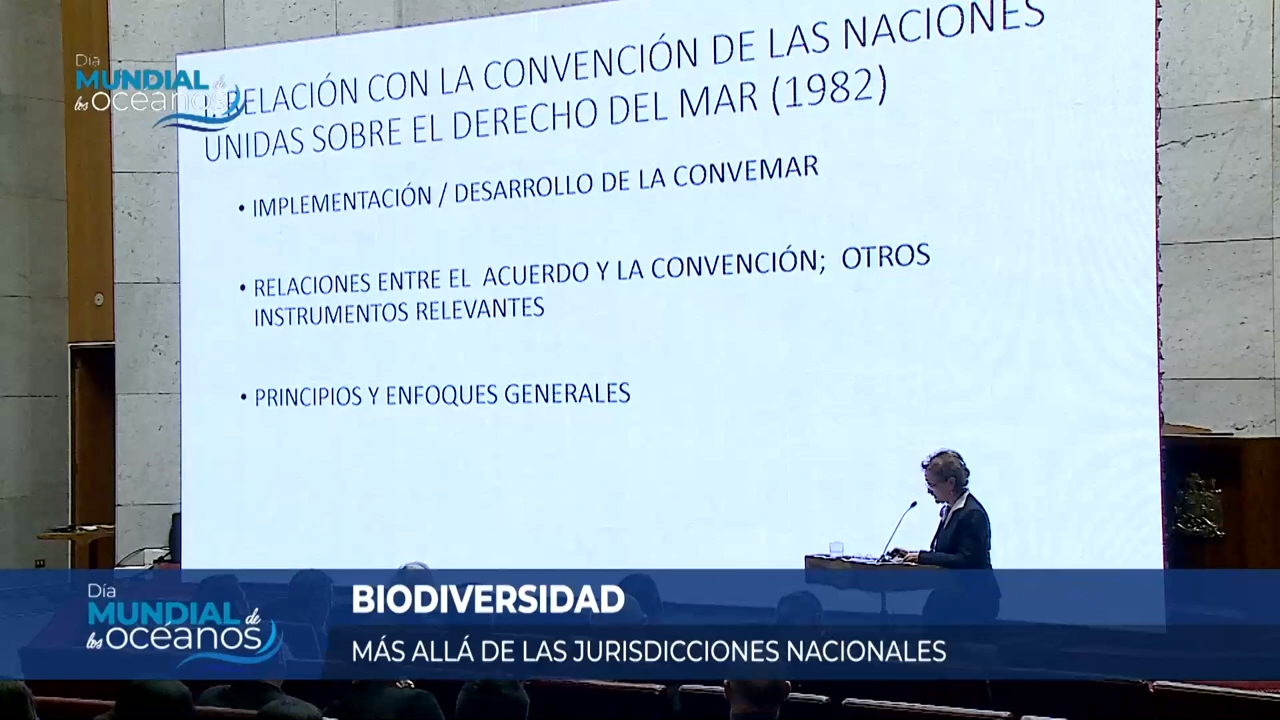 Día
MUNDIAL de
los océanos
RELACIÓN CON LA CONVENCIÓN DE LAS NACIONES
UNIDAS SOBRE EL DERECHO DEL MAR (1982)
• IMPLEMENTACIÓN / DESARROLLO DE LA CONVEMAR
• RELACIONES ENTRE EL ACUERDO Y LA CONVENCIÓN; OTROS
INSTRUMENTOS RELEVANTES
• PRINCIPIOS Y ENFOQUES GENERALES
Día
MUNDIAL de
los océanos
BIODIVERSIDAD
MÁS ALLÁ DE LAS JURISDICCIONES NACIONALES